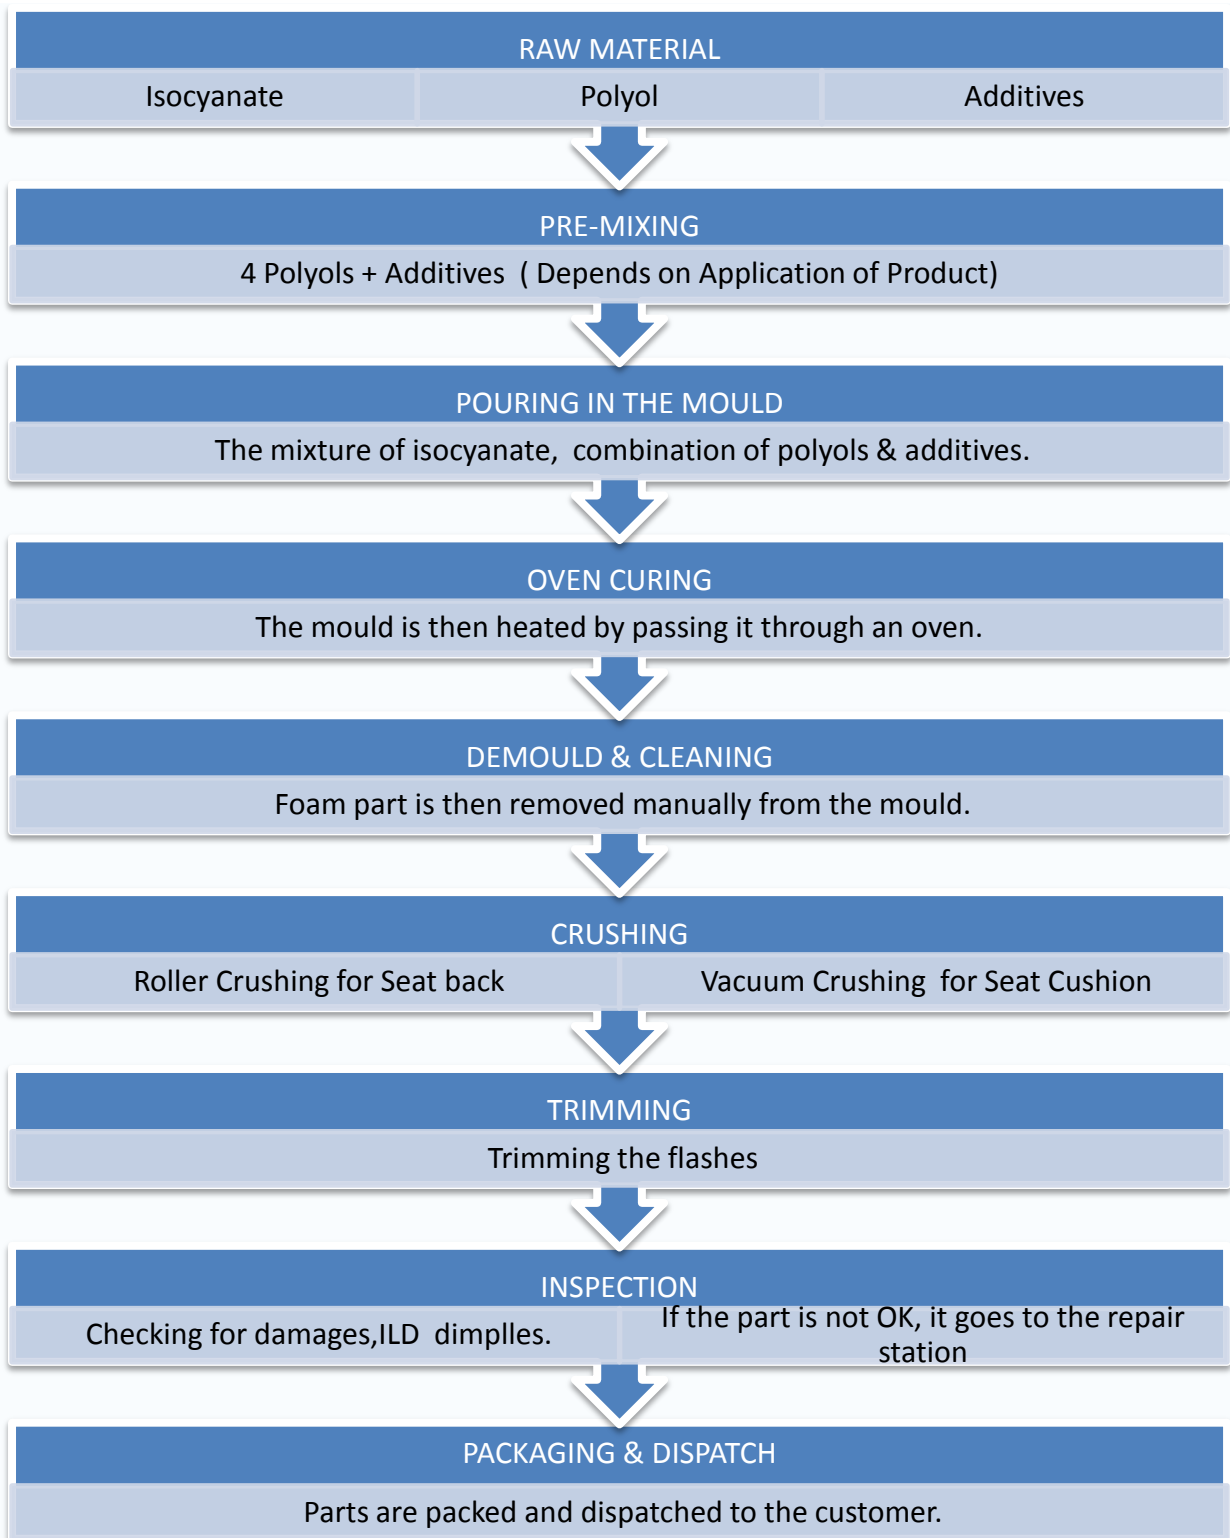 RAW MATERIAL
Isocyanate
Polyol
Additives
PRE-MIXING
4 Polyols + Additives ( Depends on Application of Product)
POURING IN THE MOULD
The mixture of isocyanate, combination of polyols & additives.
OVEN CURING
The mould is then heated by passing it through an oven.
DEMOULD & CLEANING
Foam part is then removed manually from the mould.
CRUSHING
Roller Crushing for Seat back
Vacuum Crushing for Seat Cushion
TRIMMING
Trimming the flashes
INSPECTION
Checking for damages,ILD dimplles.
If the part is not OK, it goes to the repair
station
PACKAGING & DISPATCH
Parts are packed and dispatched to the customer.